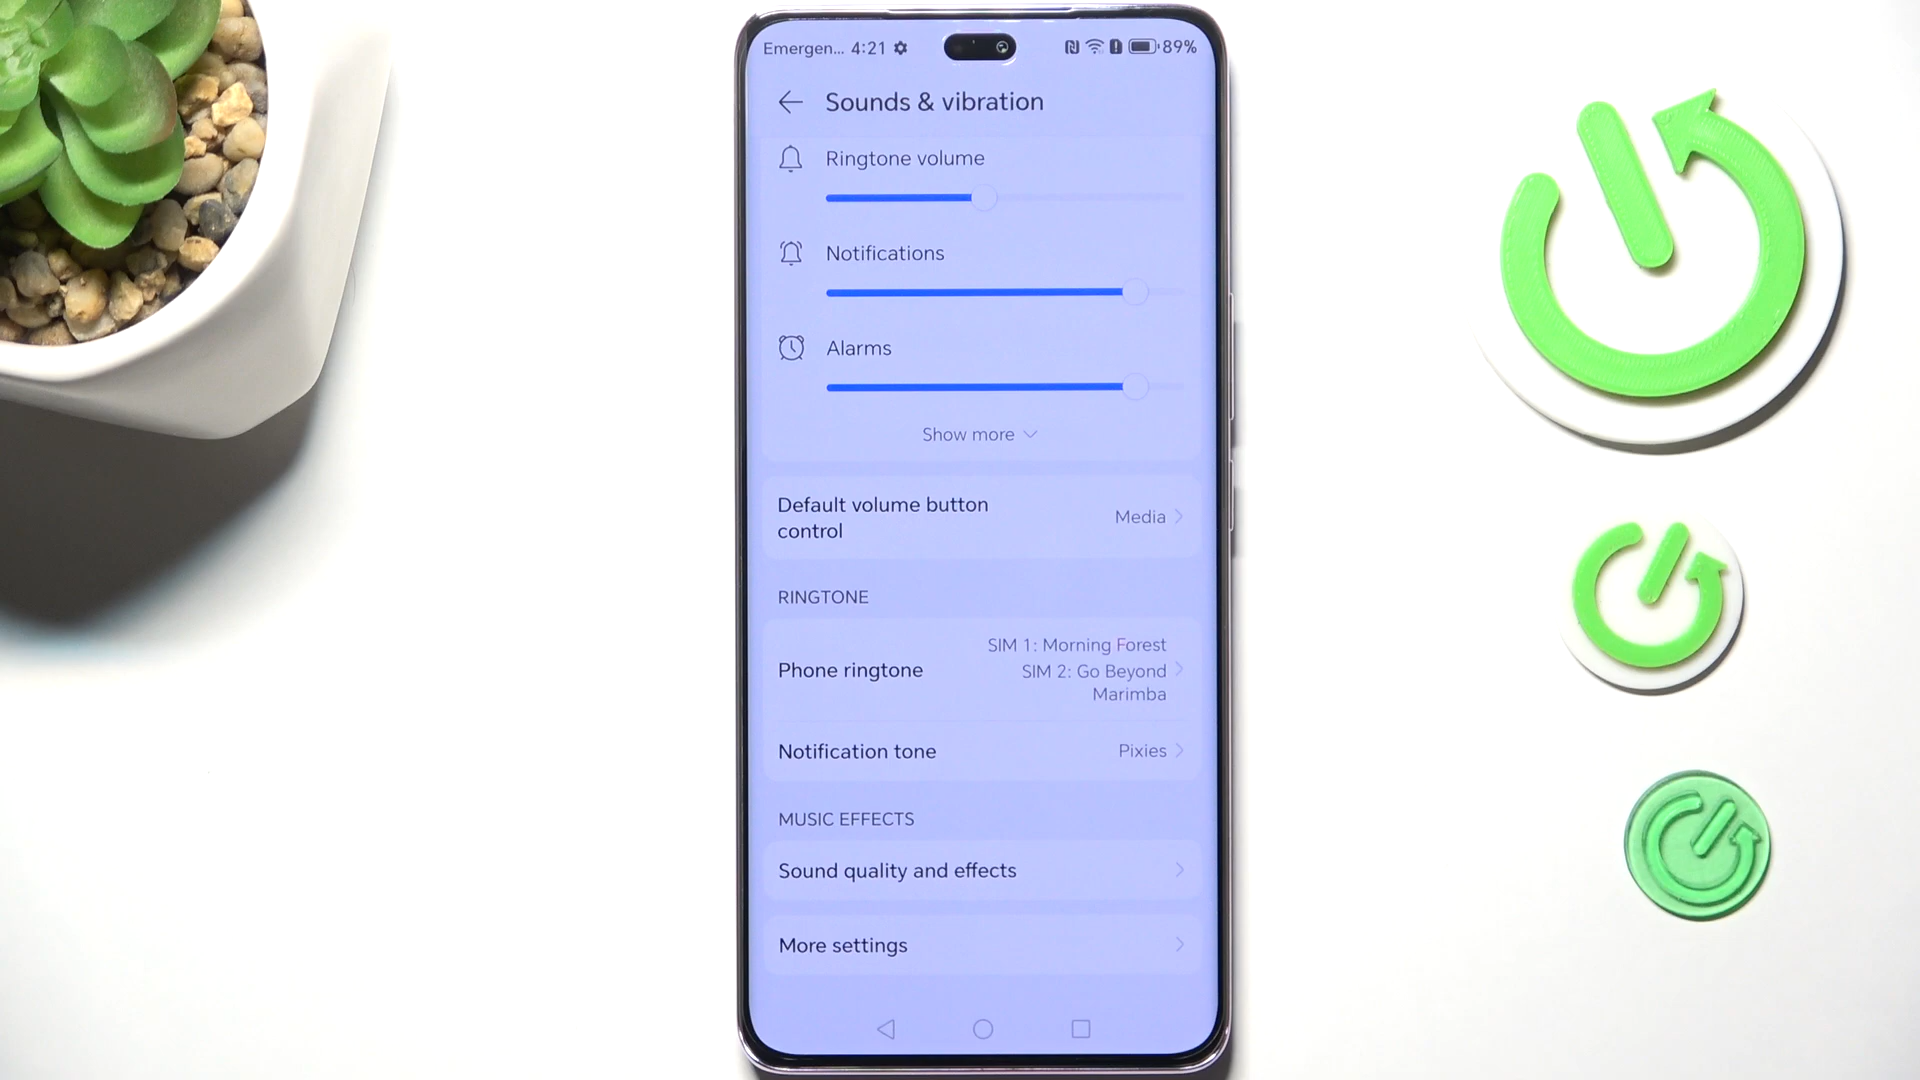 Emergen... 4:21 89%
Sounds & vibration
Ringtone volume
Notifications
Alarms
Show more
Default volume button
control
Media
RINGTONE
SIM 1: Morning Forest
Phone ringtone
SIM 2: Go Beyond
Marimba
Notification tone
Pixies
MUSIC EFFECTS
Sound quality and effects
More settings